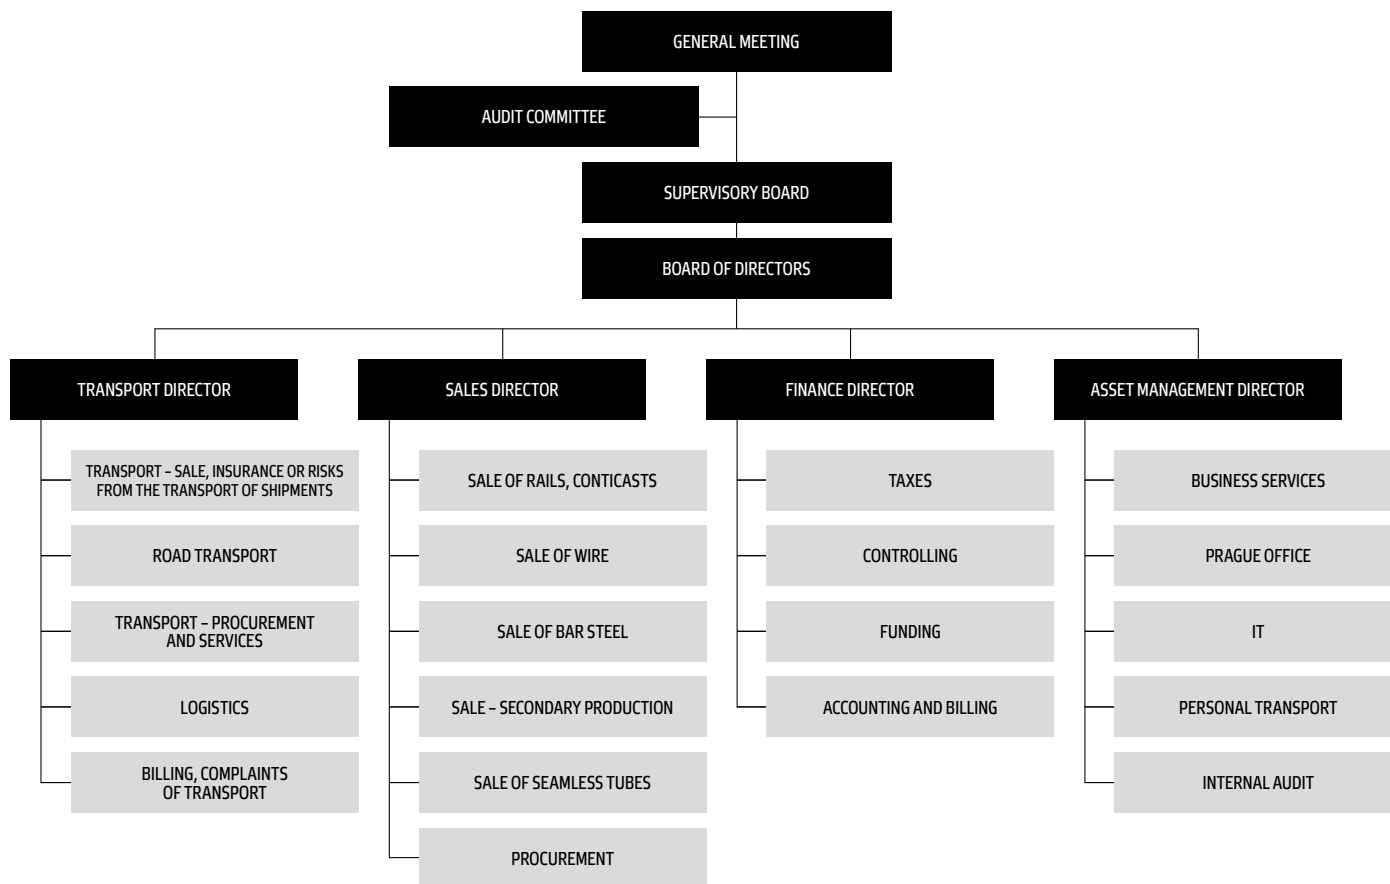 GENERAL MEETING
AUDIT COMMITTEE
SUPERVISORY BOARD
BOARD OF DIRECTORS
TRANSPORT DIRECTOR
TRANSPORT – SALE, INSURANCE OR RISKS
FROM THE TRANSPORT OF SHIPMENTS
ROAD TRANSPORT
TRANSPORT – PROCUREMENT
AND SERVICES
LOGISTICS
BILLING, COMPLAINTS
OF TRANSPORT
SALES DIRECTOR
SALE OF RAILS, CONTICASTS
SALE OF WIRE
SALE OF BAR STEEL
SALE – SECONDARY PRODUCTION
SALE OF SEAMLESS TUBES
PROCUREMENT
FINANCE DIRECTOR
TAXES
CONTROLLING
FUNDING
ACCOUNTING AND BILLING
ASSET MANAGEMENT DIRECTOR
BUSINESS SERVICES
PRAGUE OFFICE
IT
PERSONAL TRANSPORT
INTERNAL AUDIT